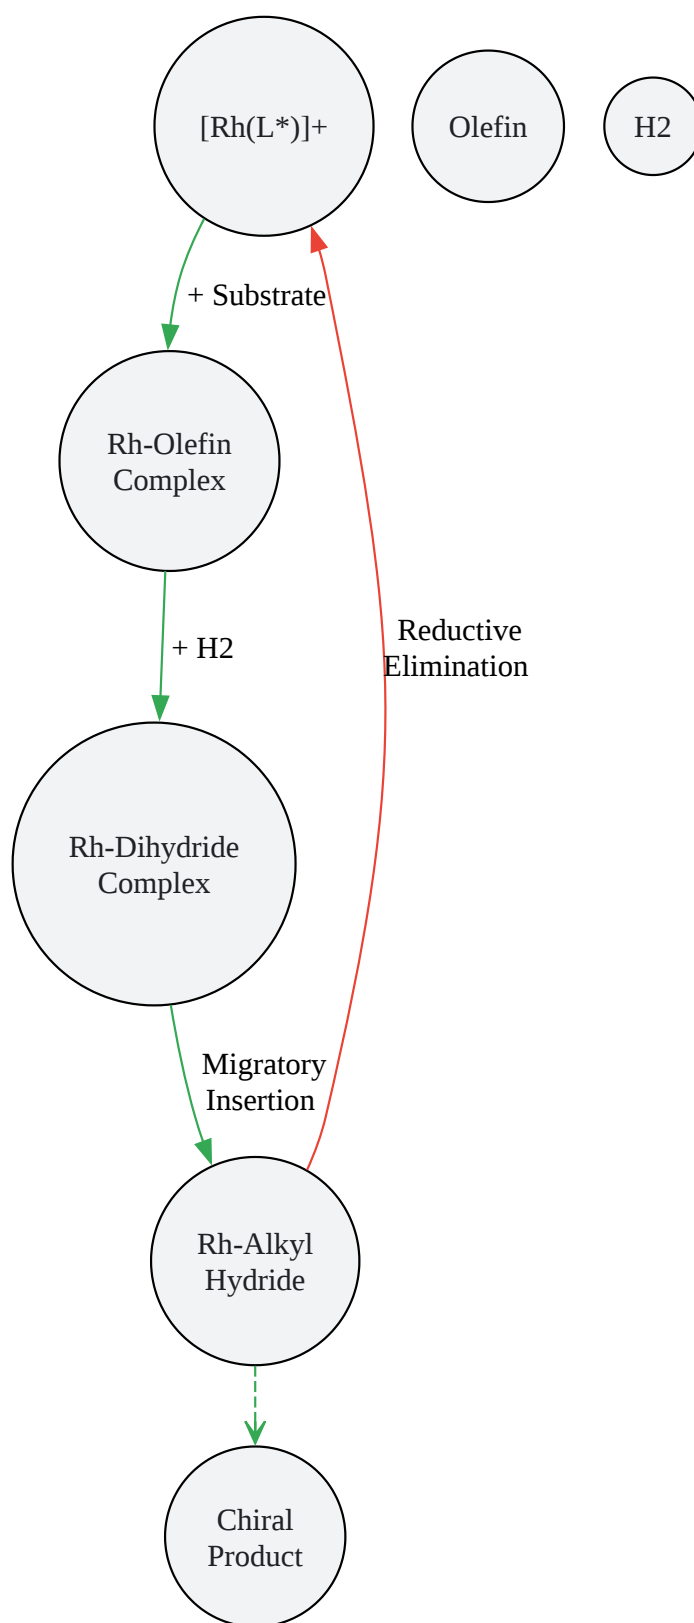 [Rh(L*)]+
Olefin
H2
+ Substrate
Rh-Olefin
Complex
Reductive
Elimination
+ H2
Rh-Dihydride
Complex
Migratory
Insertion
Rh-Alkyl
Hydride
Chiral
Product